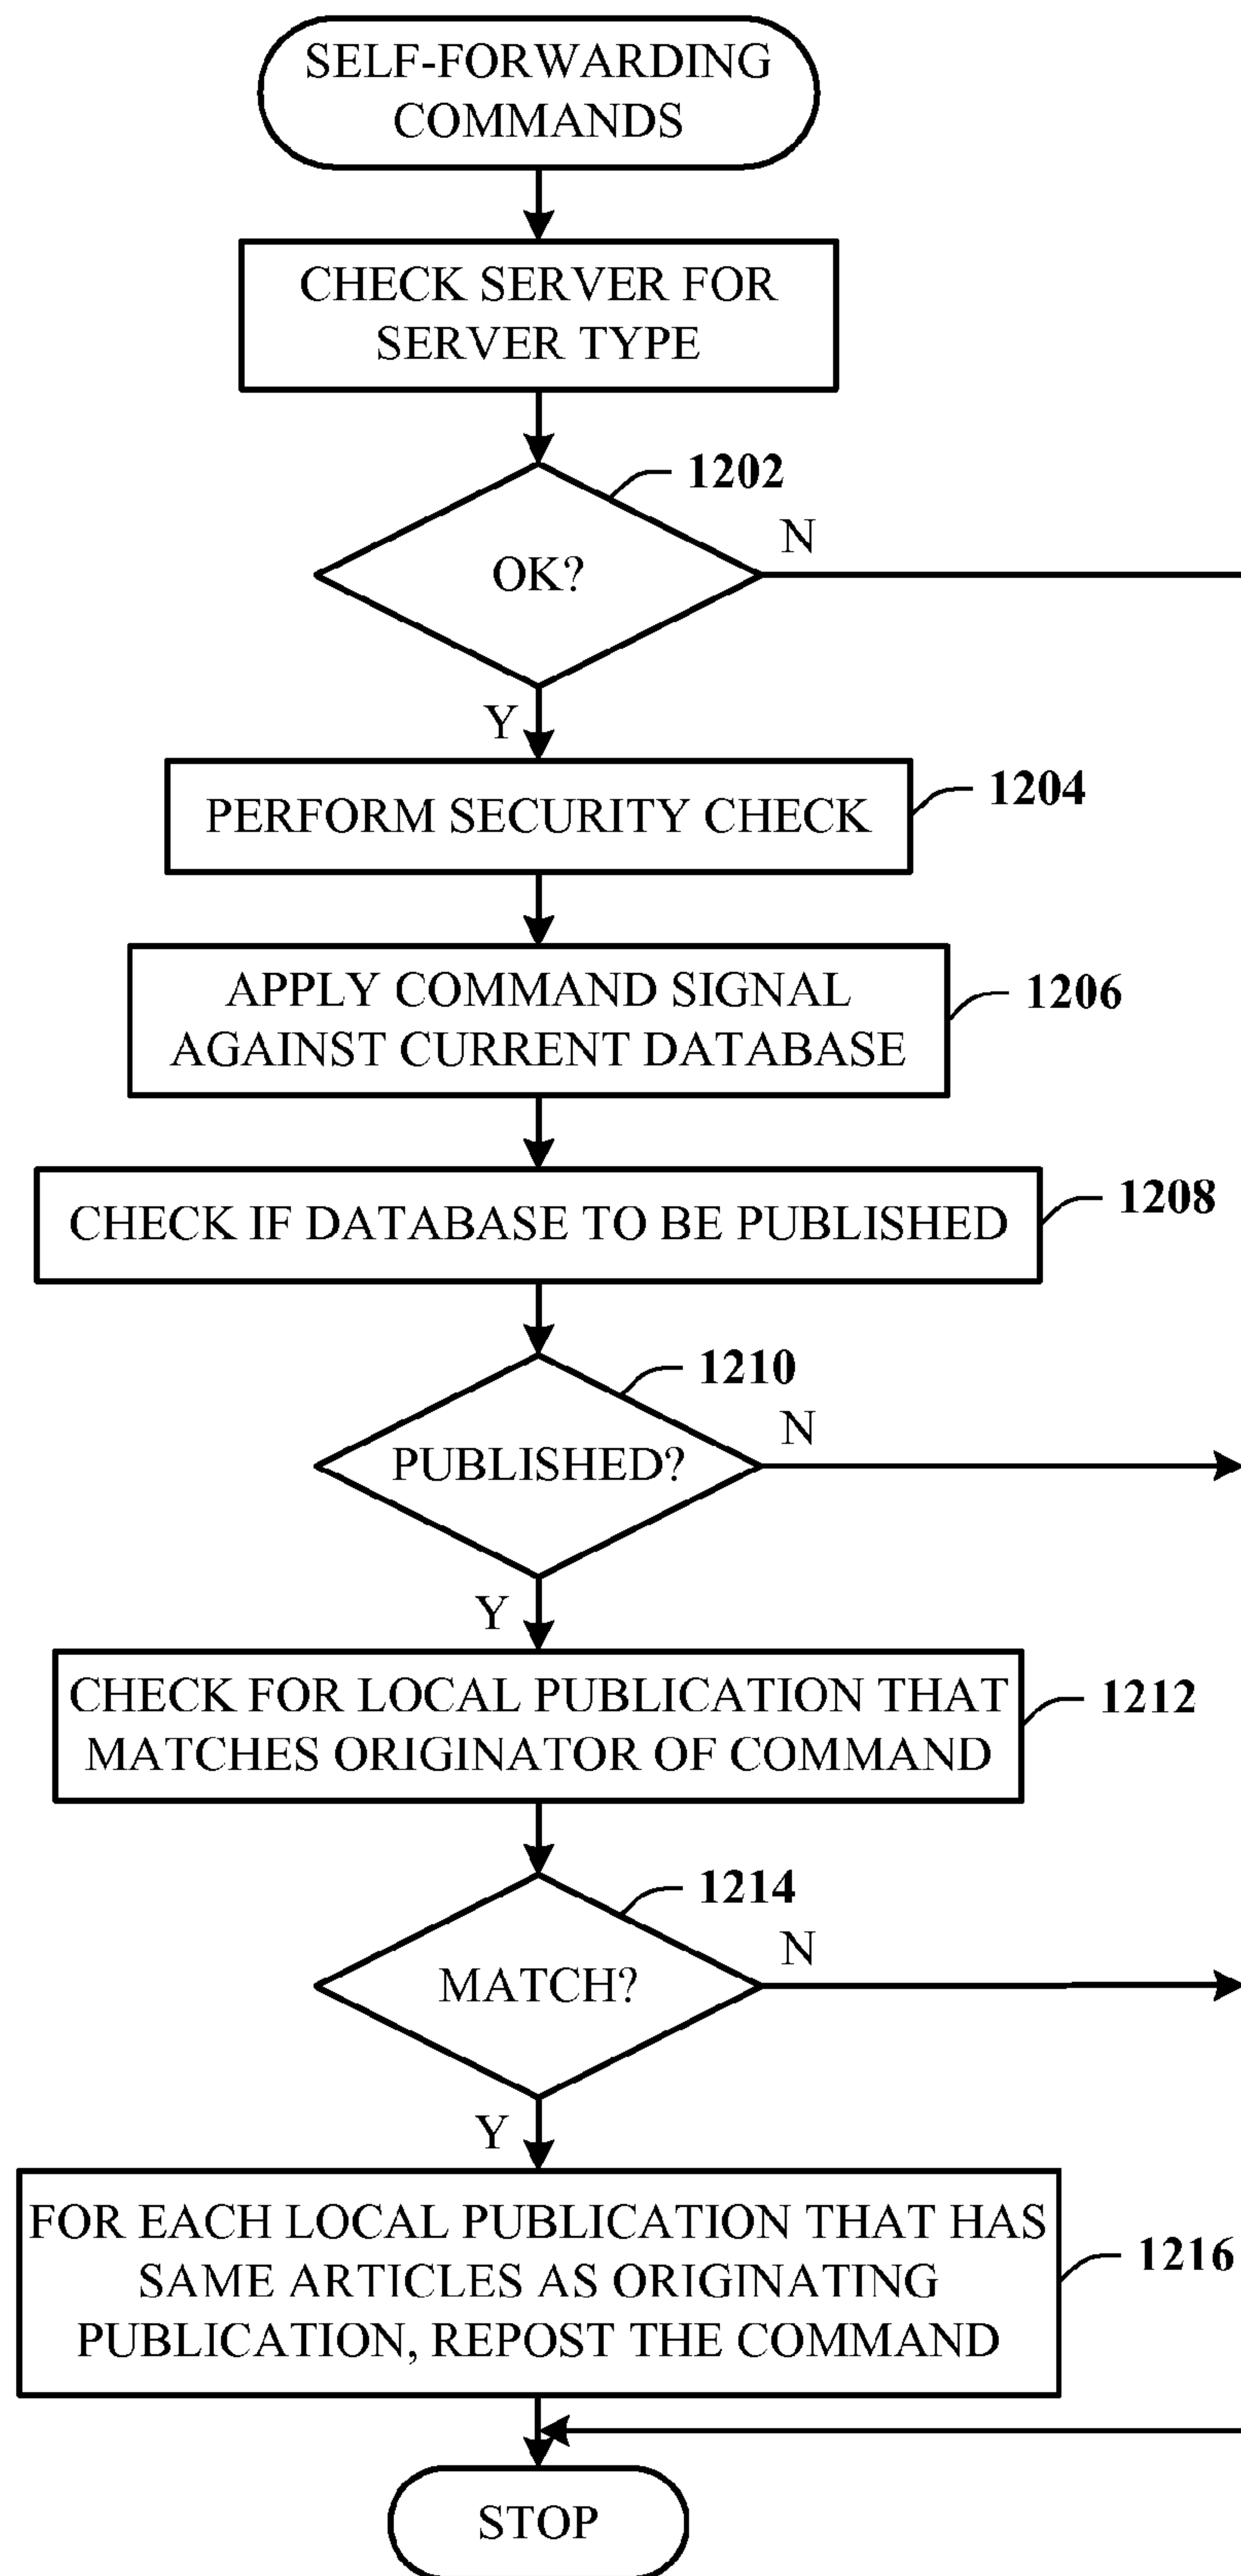 SELF-FORWARDING
COMMANDS
CHECK SERVER FOR
SERVER TYPE
1202
OK?
N
Y
PERFORM SECURITY CHECK
1204
APPLY COMMAND SIGNAL
AGAINST CURRENT DATABASE
1206
CHECK IF DATABASE TO BE PUBLISHED
1208
1210
PUBLISHED?
N
Y
CHECK FOR LOCAL PUBLICATION THAT
MATCHES ORIGINATOR OF COMMAND
1212
1214
MATCH?
N
Y
FOR EACH LOCAL PUBLICATION THAT HAS
SAME ARTICLES AS ORIGINATING
PUBLICATION, REPOST THE COMMAND
1216
STOP